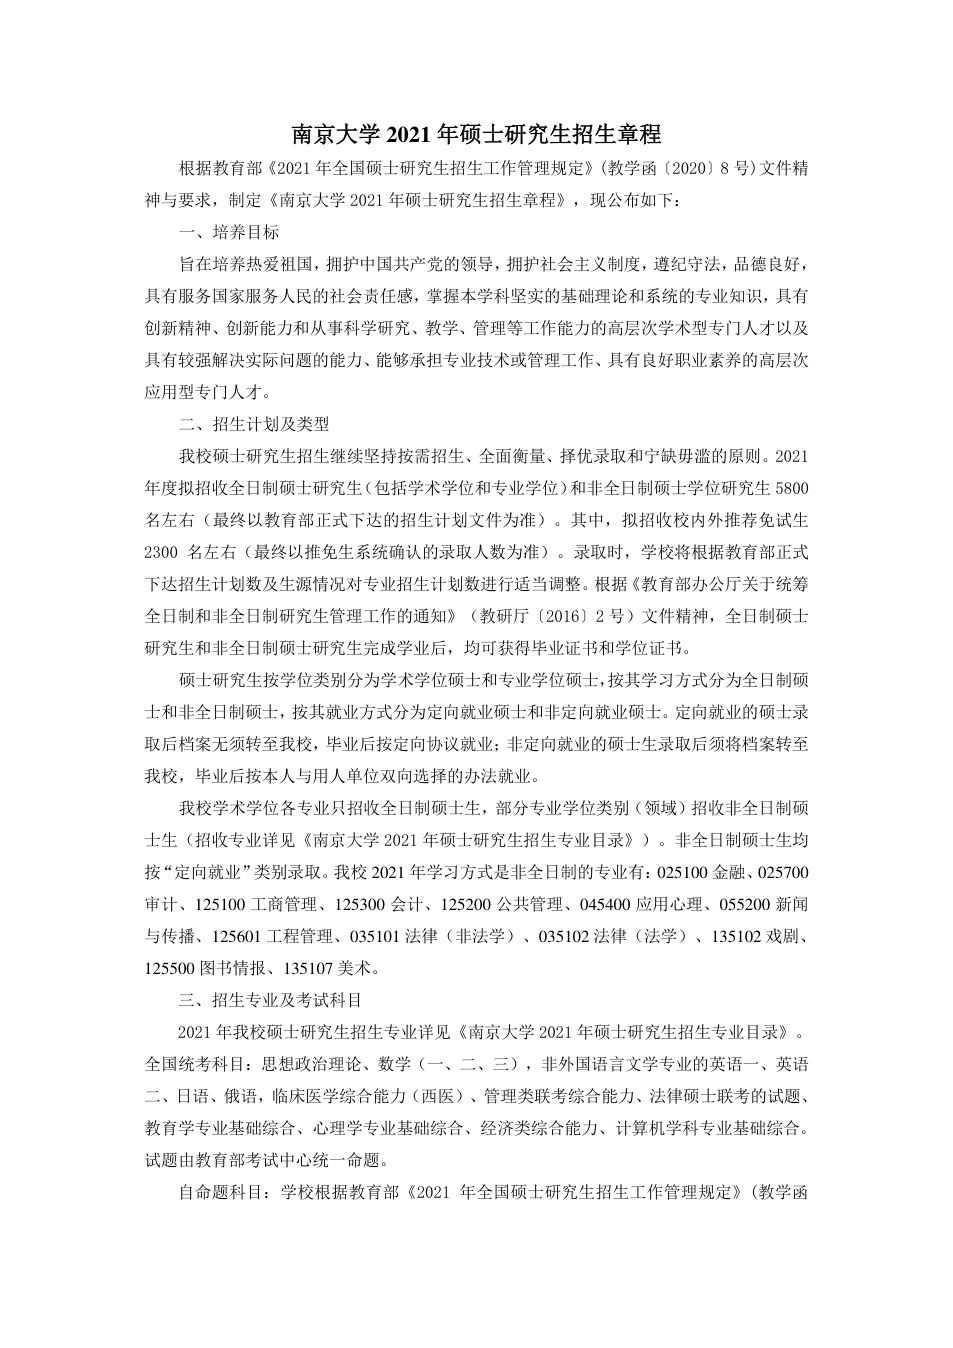 南京大学 2021 年硕士研究生招生章程
根据教育部《2021 年全国硕士研究生招生工作管理规定》(教学函〔2020〕8 号)文件精
神与要求，制定《南京大学 2021 年硕士研究生招生章程》，现公布如下：
一、培养目标
旨在培养热爱祖国，拥护中国共产党的领导，拥护社会主义制度，遵纪守法，品德良好，
具有服务国家服务人民的社会责任感，掌握本学科坚实的基础理论和系统的专业知识，具有
创新精神、创新能力和从事科学研究、教学、管理等工作能力的高层次学术型专门人才以及
具有较强解决实际问题的能力、能够承担专业技术或管理工作、具有良好职业素养的高层次
应用型专门人才。
二、招生计划及类型
我校硕士研究生招生继续坚持按需招生、全面衡量、择优录取和宁缺毋滥的原则。2021
年度拟招收全日制硕士研究生（包括学术学位和专业学位）和非全日制硕士学位研究生 5800
名左右（最终以教育部正式下达的招生计划文件为准）。其中，拟招收校内外推荐免试生
2300 名左右（最终以推免生系统确认的录取人数为准）。录取时，学校将根据教育部正式
下达招生计划数及生源情况对专业招生计划数进行适当调整。根据《教育部办公厅关于统筹
全日制和非全日制研究生管理工作的通知》（教研厅〔2016〕2 号）文件精神，全日制硕士
研究生和非全日制硕士研究生完成学业后，均可获得毕业证书和学位证书。
硕士研究生按学位类别分为学术学位硕士和专业学位硕士，按其学习方式分为全日制硕
士和非全日制硕士，按其就业方式分为定向就业硕士和非定向就业硕士。定向就业的硕士录
取后档案无须转至我校，毕业后按定向协议就业；非定向就业的硕士生录取后须将档案转至
我校，毕业后按本人与用人单位双向选择的办法就业。
我校学术学位各专业只招收全日制硕士生，部分专业学位类别（领域）招收非全日制硕
士生（招收专业详见《南京大学 2021 年硕士研究生招生专业目录》）。非全日制硕士生均
按“定向就业”类别录取。我校 2021 年学习方式是非全日制的专业有：025100 金融、025700
审计、125100 工商管理、125300 会计、125200 公共管理、045400 应用心理、055200 新闻
与传播、125601 工程管理、035101 法律（非法学）、035102 法律（法学）、135102 戏剧、
125500 图书情报、135107 美术。
三、招生专业及考试科目
2021 年我校硕士研究生招生专业详见《南京大学 2021 年硕士研究生招生专业目录》。
全国统考科目：思想政治理论、数学（一、二、三），非外国语言文学专业的英语一、英语
二、日语、俄语，临床医学综合能力（西医）、管理类联考综合能力、法律硕士联考的试题、
教育学专业基础综合、心理学专业基础综合、经济类综合能力、计算机学科专业基础综合。
试题由教育部考试中心统一命题。
自命题科目：学校根据教育部《2021 年全国硕士研究生招生工作管理规定》(教学函